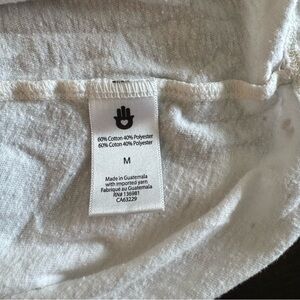 60% Cotton 40% Polyester
60% Coton 40% Polyester
M
Made in Guatemala
with imported yarn
Fabriqué au Guatemala
RN# 136981
CA63229